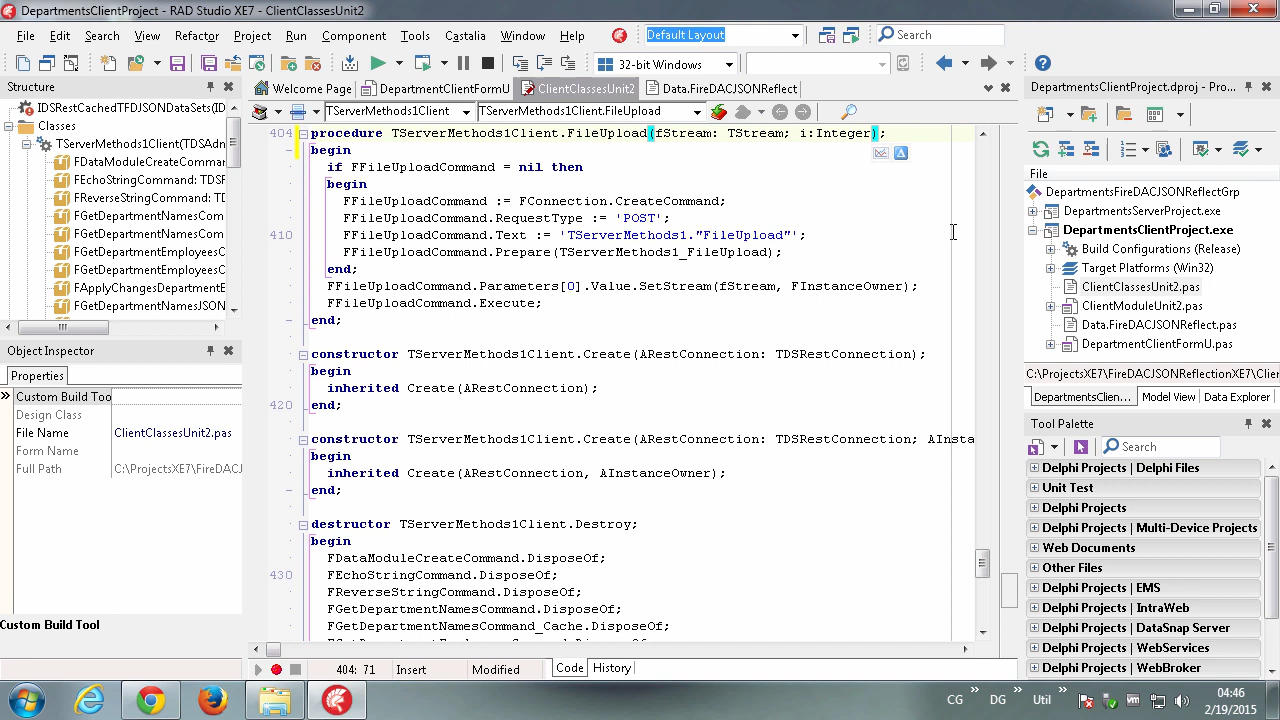 DepartmentsClientProject - RAD Studio XE7 - ClientClassesUnit2
File Edit Search View Refactor Project Run Component Tools Castalia Window Help
Default Layout
Search
32-bit Windows
Structure
Welcome Page
DepartmentClientFormU
ClientClassesUnit2
Data.FireDACJSONReflect
DepartmentsClientProject.dproj - Pro...
TServerMethods1Client
TServerMethods1Client.FileUpload
IDSRestCachedTFDJSONDataSets(ID
Classes
TServerMethods1Client(TDSAdn
FDataModuleCreateCommar
FEchoStringCommand: TDSF
FReverseStringCommand: T
FGetDepartmentNamesCom
FGetDepartmentNamesCom
FGetDepartmentEmployeesC
FGetDepartmentEmployeesC
FApplyChangesDepartmentE
FGetDepartmentNamesJSON
404
procedure TServerMethods1Client.FileUpload(fStream: TStream; i:Integer);
begin
if FFileUploadCommand = nil then
begin
FFileUploadCommand := FConnection.CreateCommand;
FFileUploadCommand.RequestType := 'POST';
410
FFileUploadCommand.Text := 'TServerMethods1."FileUpload"';
FFileUploadCommand.Prepare(TServerMethods1_FileUpload);
end;
FFileUploadCommand.Parameters[0].Value.SetStream(fStream, FInstanceOwner);
FFileUploadCommand.Execute;
end;
constructor TServerMethods1Client.Create(ARestConnection: TDSRestConnection);
begin
inherited Create(ARestConnection);
420
end;
constructor TServerMethods1Client.Create(ARestConnection: TDSRestConnection; AInsta
begin
inherited Create(ARestConnection, AInstanceOwner);
end;
destructor TServerMethods1Client.Destroy;
begin
FDataModuleCreateCommand.DisposeOf;
430
FEchoStringCommand.DisposeOf;
FReverseStringCommand.DisposeOf;
FGetDepartmentNamesCommand.DisposeOf;
FGetDepartmentNamesCommand_Cache.DisposeOf;
File
DepartmentsFireDACJSONReflectGrp
DepartmentsServerProject.exe
DepartmentsClientProject.exe
Build Configurations (Release)
Target Platforms (Win32)
ClientClassesUnit2.pas
ClientModuleUnit2.pas
Data.FireDACJSONReflect.pas
DepartmentClientFormU.pas
C:\ProjectsXE7\FireDACJSONReflectionXE7\Clien
DepartmentsClien...
Model View
Data Explorer
Object Inspector
Properties
Custom Build Too
Design Class
File Name ClientClassesUnit2.pas
Form Name
Full Path C:\ProjectsXE7\FireDAC
Custom Build Tool
Tool Palette
Search
Delphi Projects | Delphi Files
Unit Test
Delphi Projects
Delphi Projects | Multi-Device Projects
Web Documents
Other Files
Delphi Projects | EMS
Delphi Projects | IntraWeb
Delphi Projects | DataSnap Server
Delphi Projects | WebServices
Delphi Projects | WebBroker
404: 71
Insert
Modified
Code
History
CG
DG
Util
04:46
2/19/2015